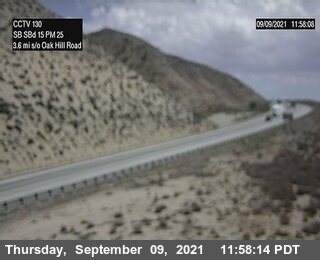 CCTV 130
SB SBd 15 PM 25
3.6 mi s/o Oak Hill Road
09/09/2021 11:58:08
Thursday, September 09, 2021 11:58:14 PDT